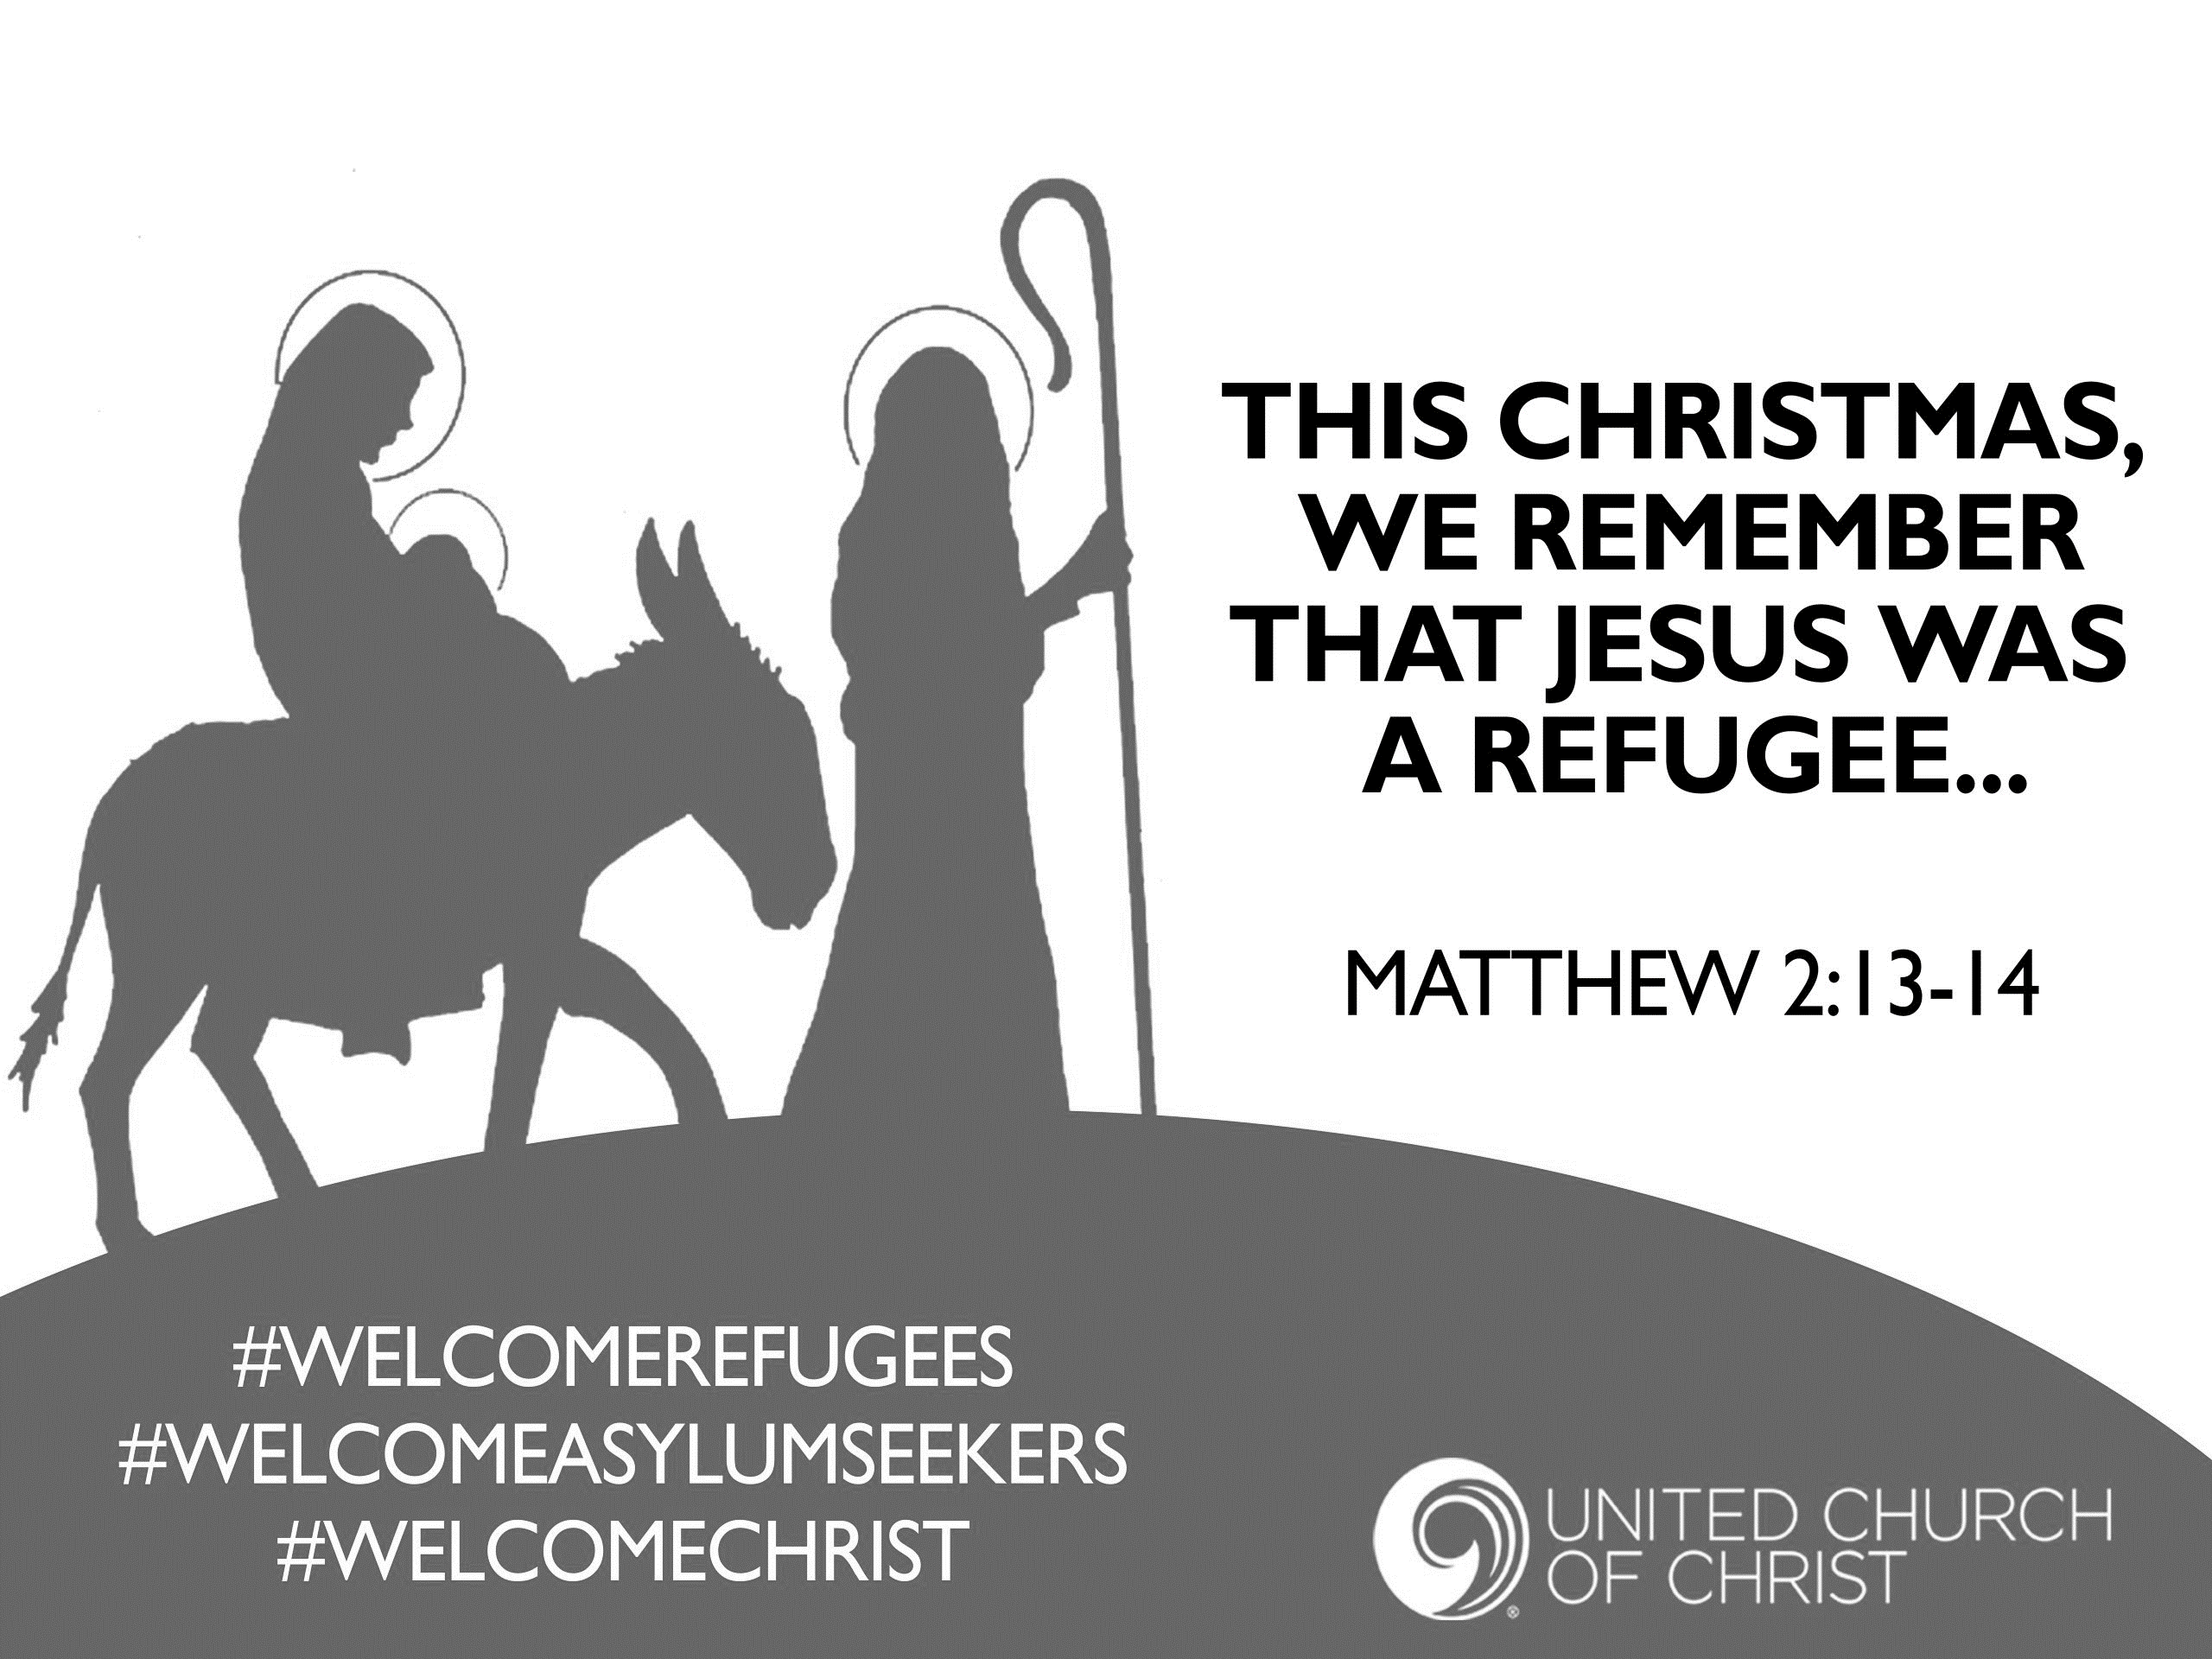 THIS CHRISTMAS,
WE REMEMBER
THAT JESUS WAS
A REFUGEE...
MATTHEW 2:13-14
#WELCOMEREFUGEES
#WELCOMEASYLUMSEEKERS
#WELCOMECHRIST
UNITED CHURCH
OF CHRIST
®